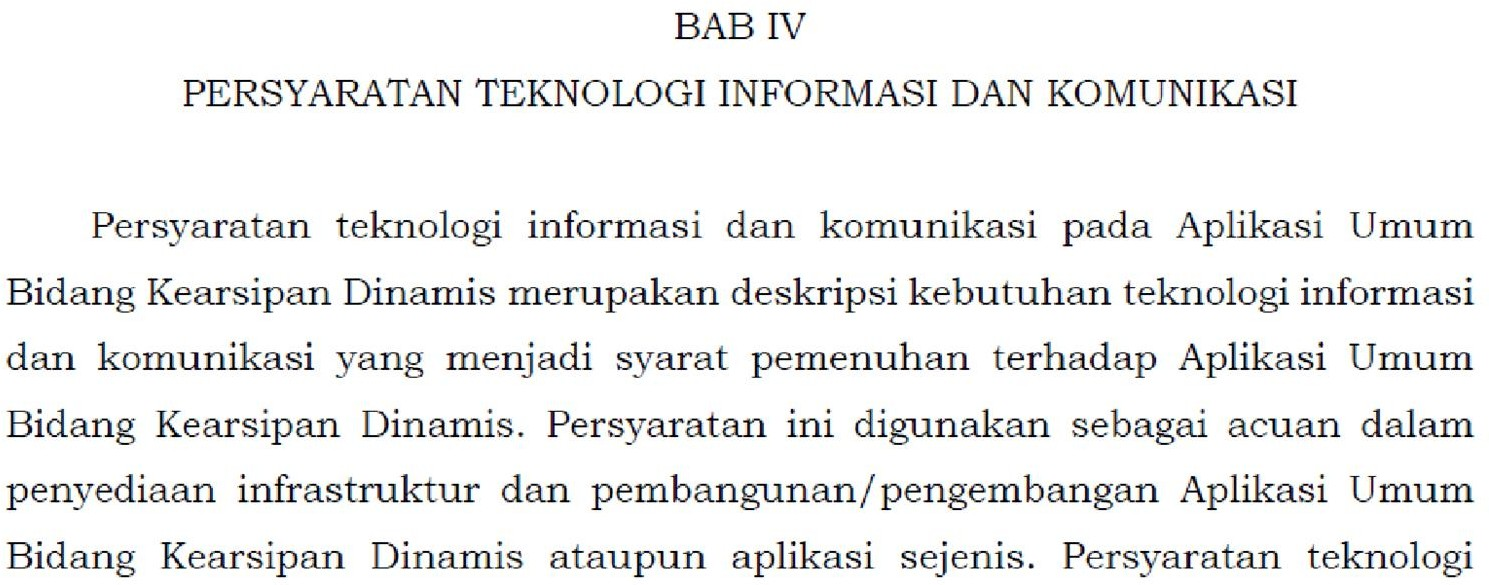 BAB IV
PERSYARATAN TEKNOLOGI INFORMASI DAN KOMUNIKASI
Persyaratan teknologi informasi dan komunikasi pada Aplikasi Umum
Bidang Kearsipan Dinamis merupakan deskripsi kebutuhan teknologi informasi
dan komunikasi yang menjadi syarat pemenuhan terhadap Aplikasi Umum
Bidang Kearsipan Dinamis. Persyaratan ini digunakan sebagai acuan dalam
penyediaan infrastruktur dan pembangunan/pengembangan Aplikasi Umum
Bidang Kearsipan Dinamis ataupun aplikasi sejenis. Persyaratan teknologi